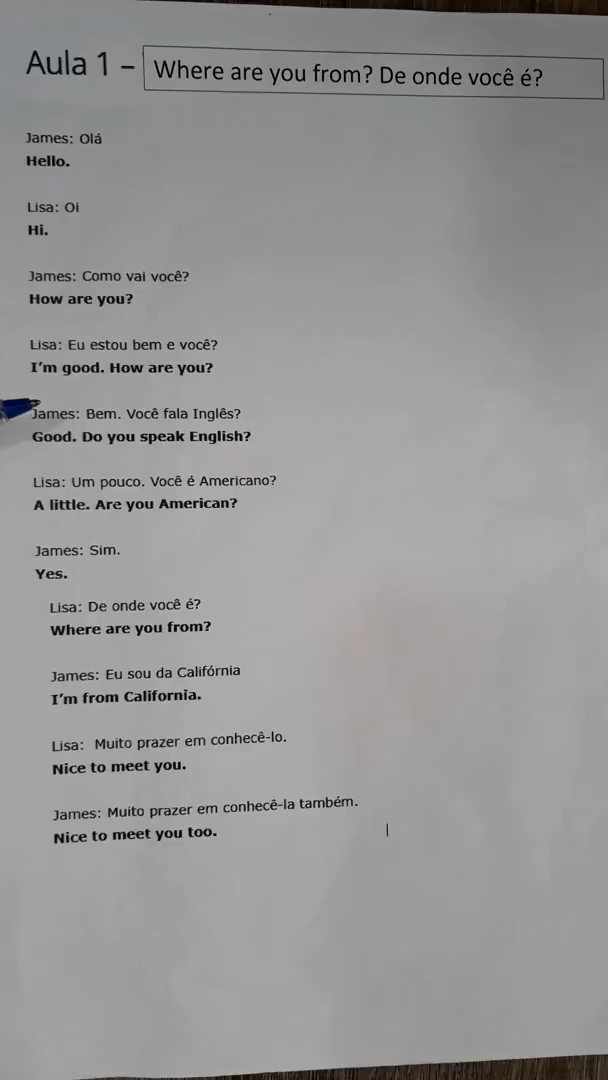 Aula 1 – Where are you from? De onde você é?
James: Olá
Hello.
Lisa: Oi
Hi.
James: Como vai você?
How are you?
Lisa: Eu estou bem e você?
I'm good. How are you?
James: Bem. Você fala Inglês?
Good. Do you speak English?
Lisa: Um pouco. Você é Americano?
A little. Are you American?
James: Sim.
Yes.
Lisa: De onde você é?
Where are you from?
James: Eu sou da Califórnia
I'm from California.
Lisa: Muito prazer em conhecê-lo.
Nice to meet you.
James: Muito prazer em conhecê-la também.
Nice to meet you too.